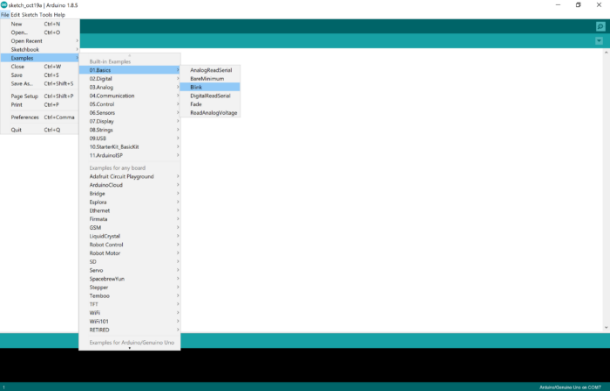 sketch_oct19a | Arduino 1.8.5
File Edit Sketch Tools Help
New Ctrl+N
Open... Ctrl+O
Open Recent
Sketchbook
Examples
Close Ctrl+W
Save Ctrl+S
Save As... Ctrl+Shift+S
Page Setup Ctrl+Shift+P
Print Ctrl+P
Preferences Ctrl+Comma
Quit Ctrl+Q
Built-in Examples
01.Basics
02.Digital
03.Analog
04.Communication
05.Control
06.Sensors
07.Display
08.Strings
09.USB
10.StarterKit_BasicKit
11.ArduinoISP
Examples for any board
Adafruit Circuit Playground
ArduinoCloud
Bridge
Esplora
Ethernet
Firmata
GSM
LiquidCrystal
Robot Control
Robot Motor
SD
Servo
SpacebrewYun
Stepper
Temboo
TFT
WiFi
WiFi101
RETIRED
Examples for Arduino/Genuino Uno
AnalogReadSerial
BareMinimum
Blink
DigitalReadSerial
Fade
ReadAnalogVoltage
1
Arduino/Genuino Uno on COM7